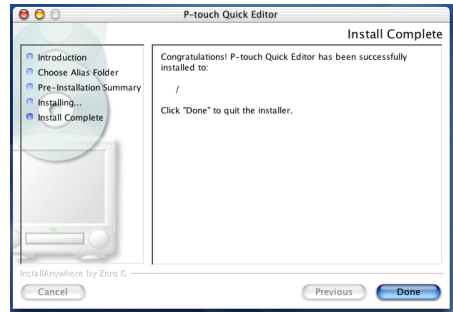 P-touch Quick Editor
Install Complete
Introduction
Choose Alias Folder
Pre-Installation Summary
Installing...
Install Complete
Congratulations! P-touch Quick Editor has been successfully
installed to:
/
Click "Done" to quit the installer.
InstallAnywhere by Zero G
Cancel
Previous
Done